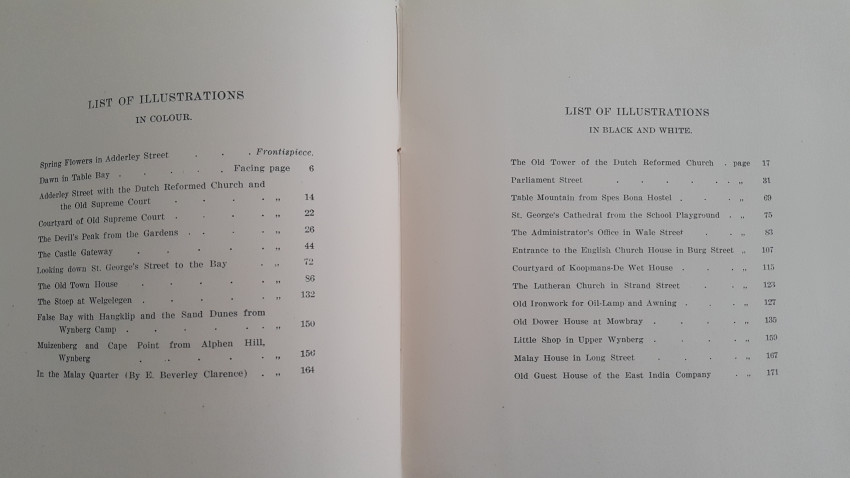 LIST OF ILLUSTRATIONS
IN COLOUR.
Spring Flowers in Adderley Street . . . Frontispiece.
Dawn in Table Bay . . . . . Facing page 6
Adderley Street with the Dutch Reformed Church and
the Old Supreme Court . . . . „ 14
Courtyard of Old Supreme Court . . . . „ 22
The Devil's Peak from the Gardens . . . . „ 26
The Castle Gateway . . . . . „ 44
Looking down St. George's Street to the Bay . „ 72
The Old Town House . . . . . „ 86
The Stoep at Welgelegen . . . . . „ 132
False Bay with Hangklip and the Sand Dunes from
Wynberg Camp . . . . . . „ 150
Muizenberg and Cape Point from Alphen Hill,
Wynberg . . . . . „ 156
In the Malay Quarter (By E. Beverley Clarence) . „ 164
LIST OF ILLUSTRATIONS
IN BLACK AND WHITE.
The Old Tower of the Dutch Reformed Church . page 17
Parliament Street . . . . . . „ 31
Table Mountain from Spes Bona Hostel . . . „ 69
St. George's Cathedral from the School Playground . „ 75
The Administrator's Office in Wale Street . . „ 83
Entrance to the English Church House in Burg Street „ 107
Courtyard of Koopmans-De Wet House . . . „ 115
The Lutheran Church in Strand Street . . „ 123
Old Ironwork for Oil-Lamp and Awning . . . „ 127
Old Dower House at Mowbray . . . . „ 135
Little Shop in Upper Wynberg . . . . „ 159
Malay House in Long Street . . . . „ 167
Old Guest House of the East India Company . „ 171